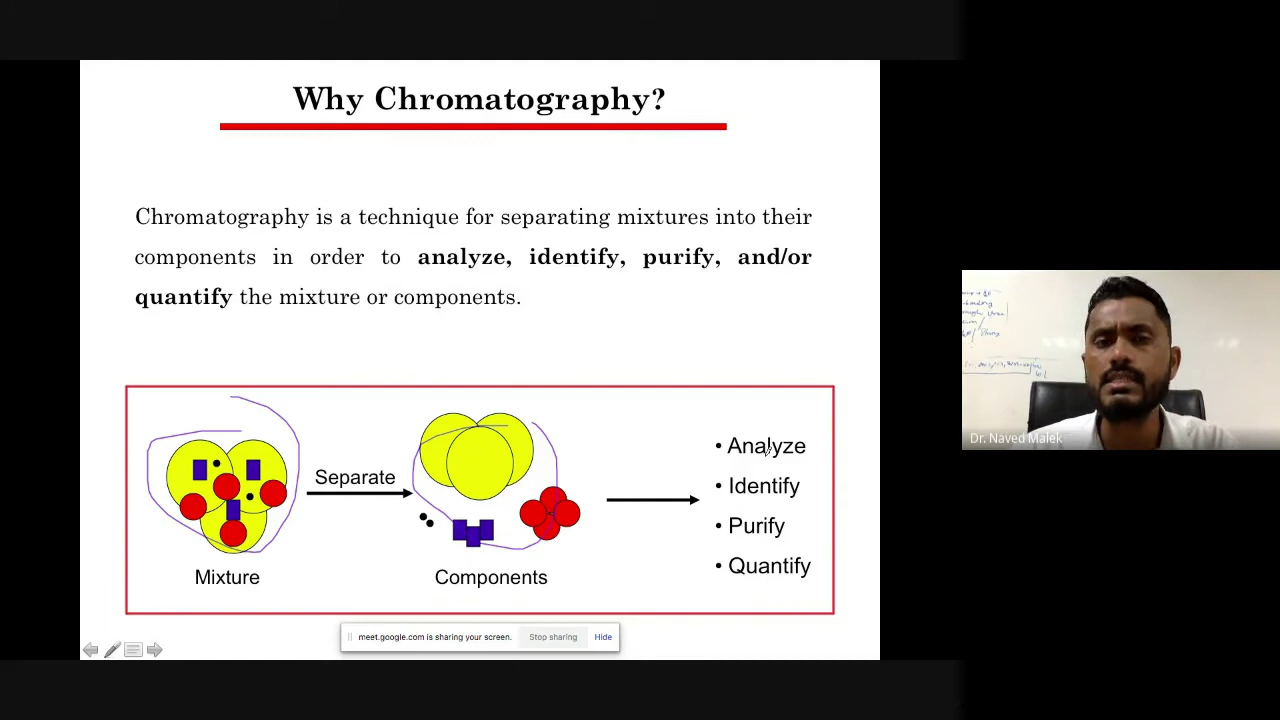 Why Chromatography?
Chromatography is a technique for separating mixtures into their
components in order to analyze, identify, purify, and/or
quantify the mixture or components.
Separate
Mixture
Components
• Analyze
• Identify
• Purify
• Quantify
meet.google.com is sharing your screen. Stop sharing Hide
Dr. Naved Malek